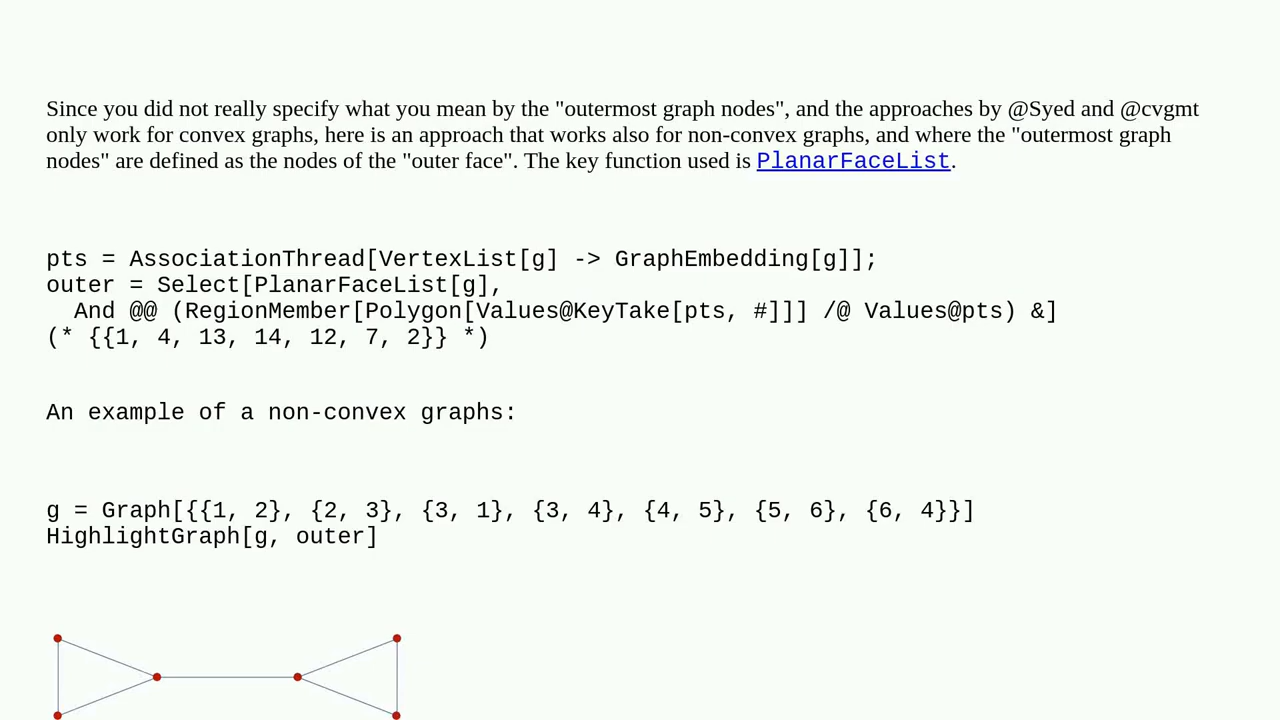 Since you did not really specify what you mean by the "outermost graph nodes", and the approaches by @Syed and @cvgmt
only work for convex graphs, here is an approach that works also for non-convex graphs, and where the "outermost graph
nodes" are defined as the nodes of the "outer face". The key function used is PlanarFaceList.
pts = AssociationThread[VertexList[g] -> GraphEmbedding[g]];
outer = Select[PlanarFaceList[g],
  And @@ (RegionMember[Polygon[Values@KeyTake[pts, #]]] /@ Values@pts) &]
(* {{1, 4, 13, 14, 12, 7, 2}} *)
An example of a non-convex graphs:
g = Graph[{{1, 2}, {2, 3}, {3, 1}, {3, 4}, {4, 5}, {5, 6}, {6, 4}}]
HighlightGraph[g, outer]